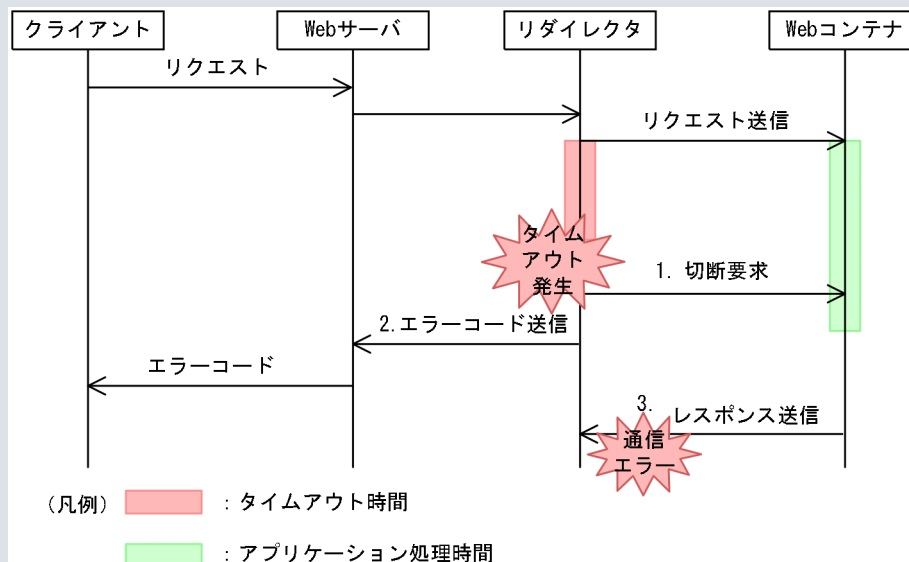 クライアント
Webサーバ
リダイレクタ
Webコンテナ
リクエスト
リクエスト送信
タイム
アウト
発生
1. 切断要求
2.エラーコード送信
エラーコード
3.
レスポンス送信
通信
エラー
(凡例)
：タイムアウト時間
：アプリケーション処理時間